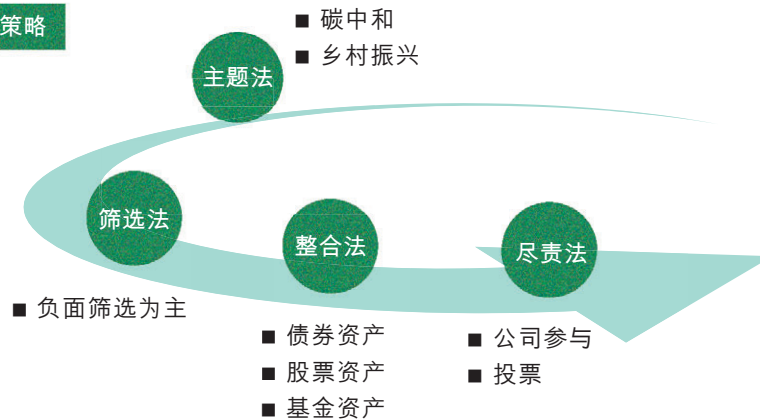 策略
主题法
■ 碳中和
■ 乡村振兴
筛选法
■ 负面筛选为主
整合法
■ 债券资产
■ 股票资产
■ 基金资产
尽责法
■ 公司参与
■ 投票